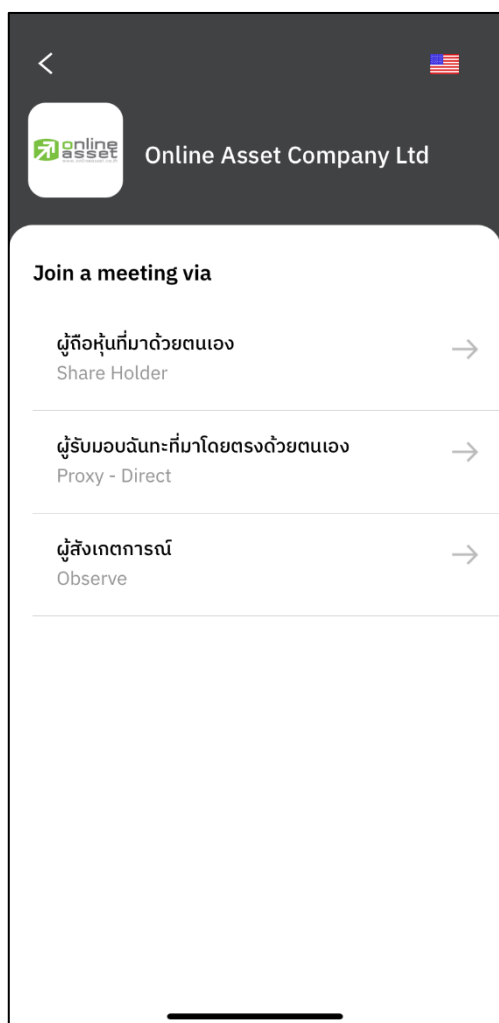 online
asset
Online Asset Company Ltd
Join a meeting via
ผู้ถือหุ้นที่มาด้วยตนเอง
Share Holder
ผู้รับมอบฉันทะที่มาโดยตรงด้วยตนเอง
Proxy - Direct
ผู้สังเกตการณ์
Observe